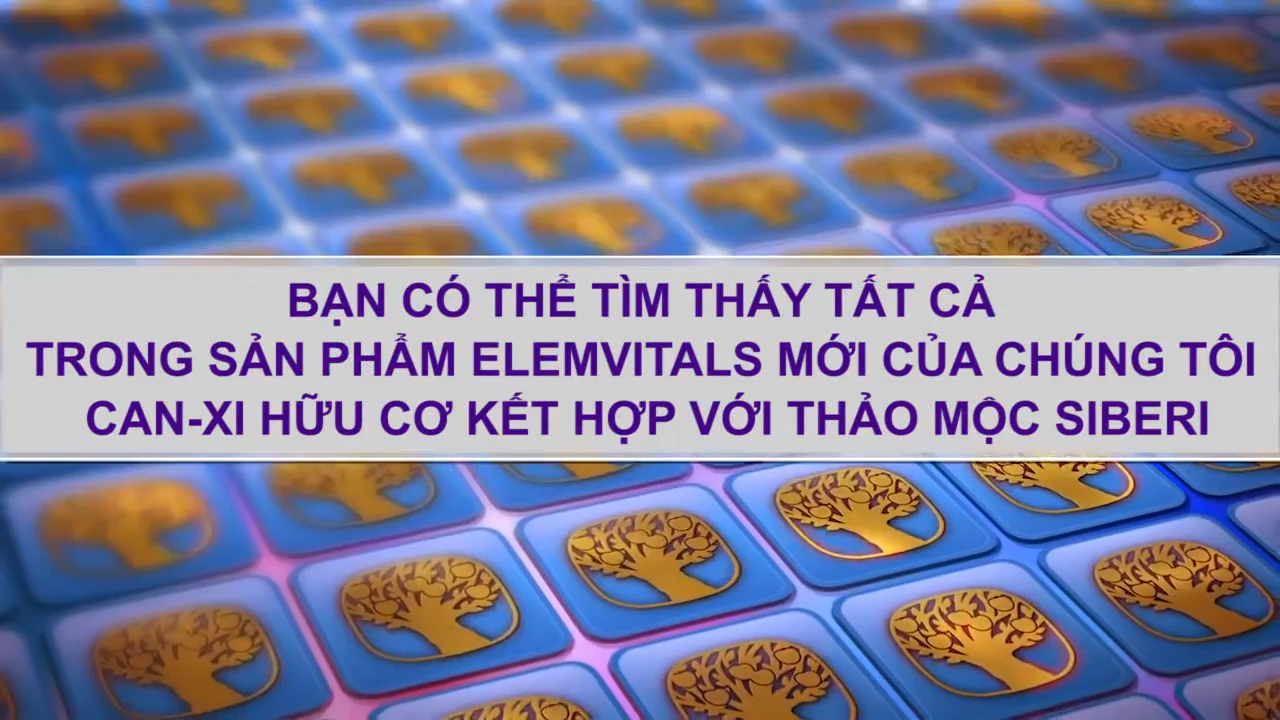 BẠN CÓ THỂ TÌM THẤY TẤT CẢ
TRONG SẢN PHẨM ELEMVITALS MỚI CỦA CHÚNG TÔI
CAN-XI HỮU CƠ KẾT HỢP VỚI THẢO MỘC SIBERI